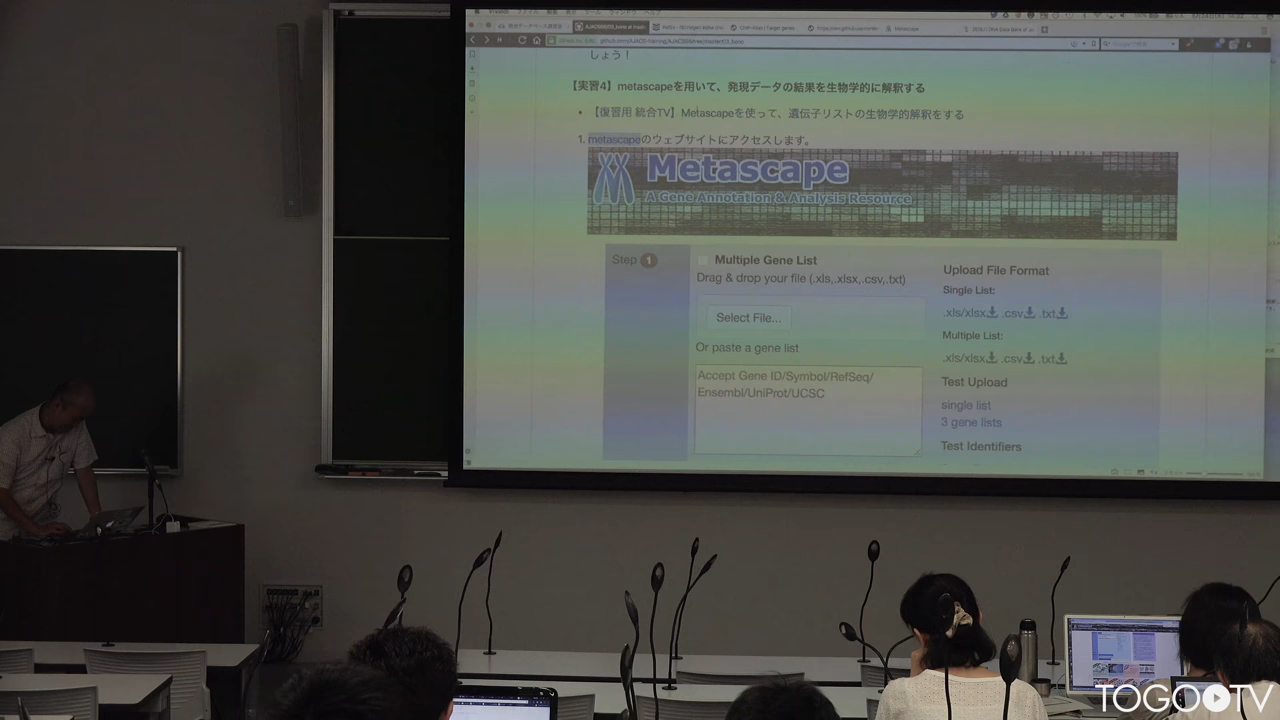 しょう！
【実習4】metascapeを用いて、発現データの結果を生物学的に解釈する
• 【復習用 統合TV】Metascapeを使って、遺伝子リストの生物学的解釈をする
1. metascapeのウェブサイトにアクセスします。
Metascape
A Gene Annotation & Analysis Resource
Step 1
Multiple Gene List
Drag & drop your file (.xls,.xlsx,.csv,.txt)
Select File...
Or paste a gene list
Accept Gene ID/Symbol/RefSeq/
Ensembl/UniProt/UCSC
Upload File Format
Single List:
.xls/xlsx .csv .txt
Multiple List:
.xls/xlsx .csv .txt
Test Upload
single list
3 gene lists
Test Identifiers
TOGO TV